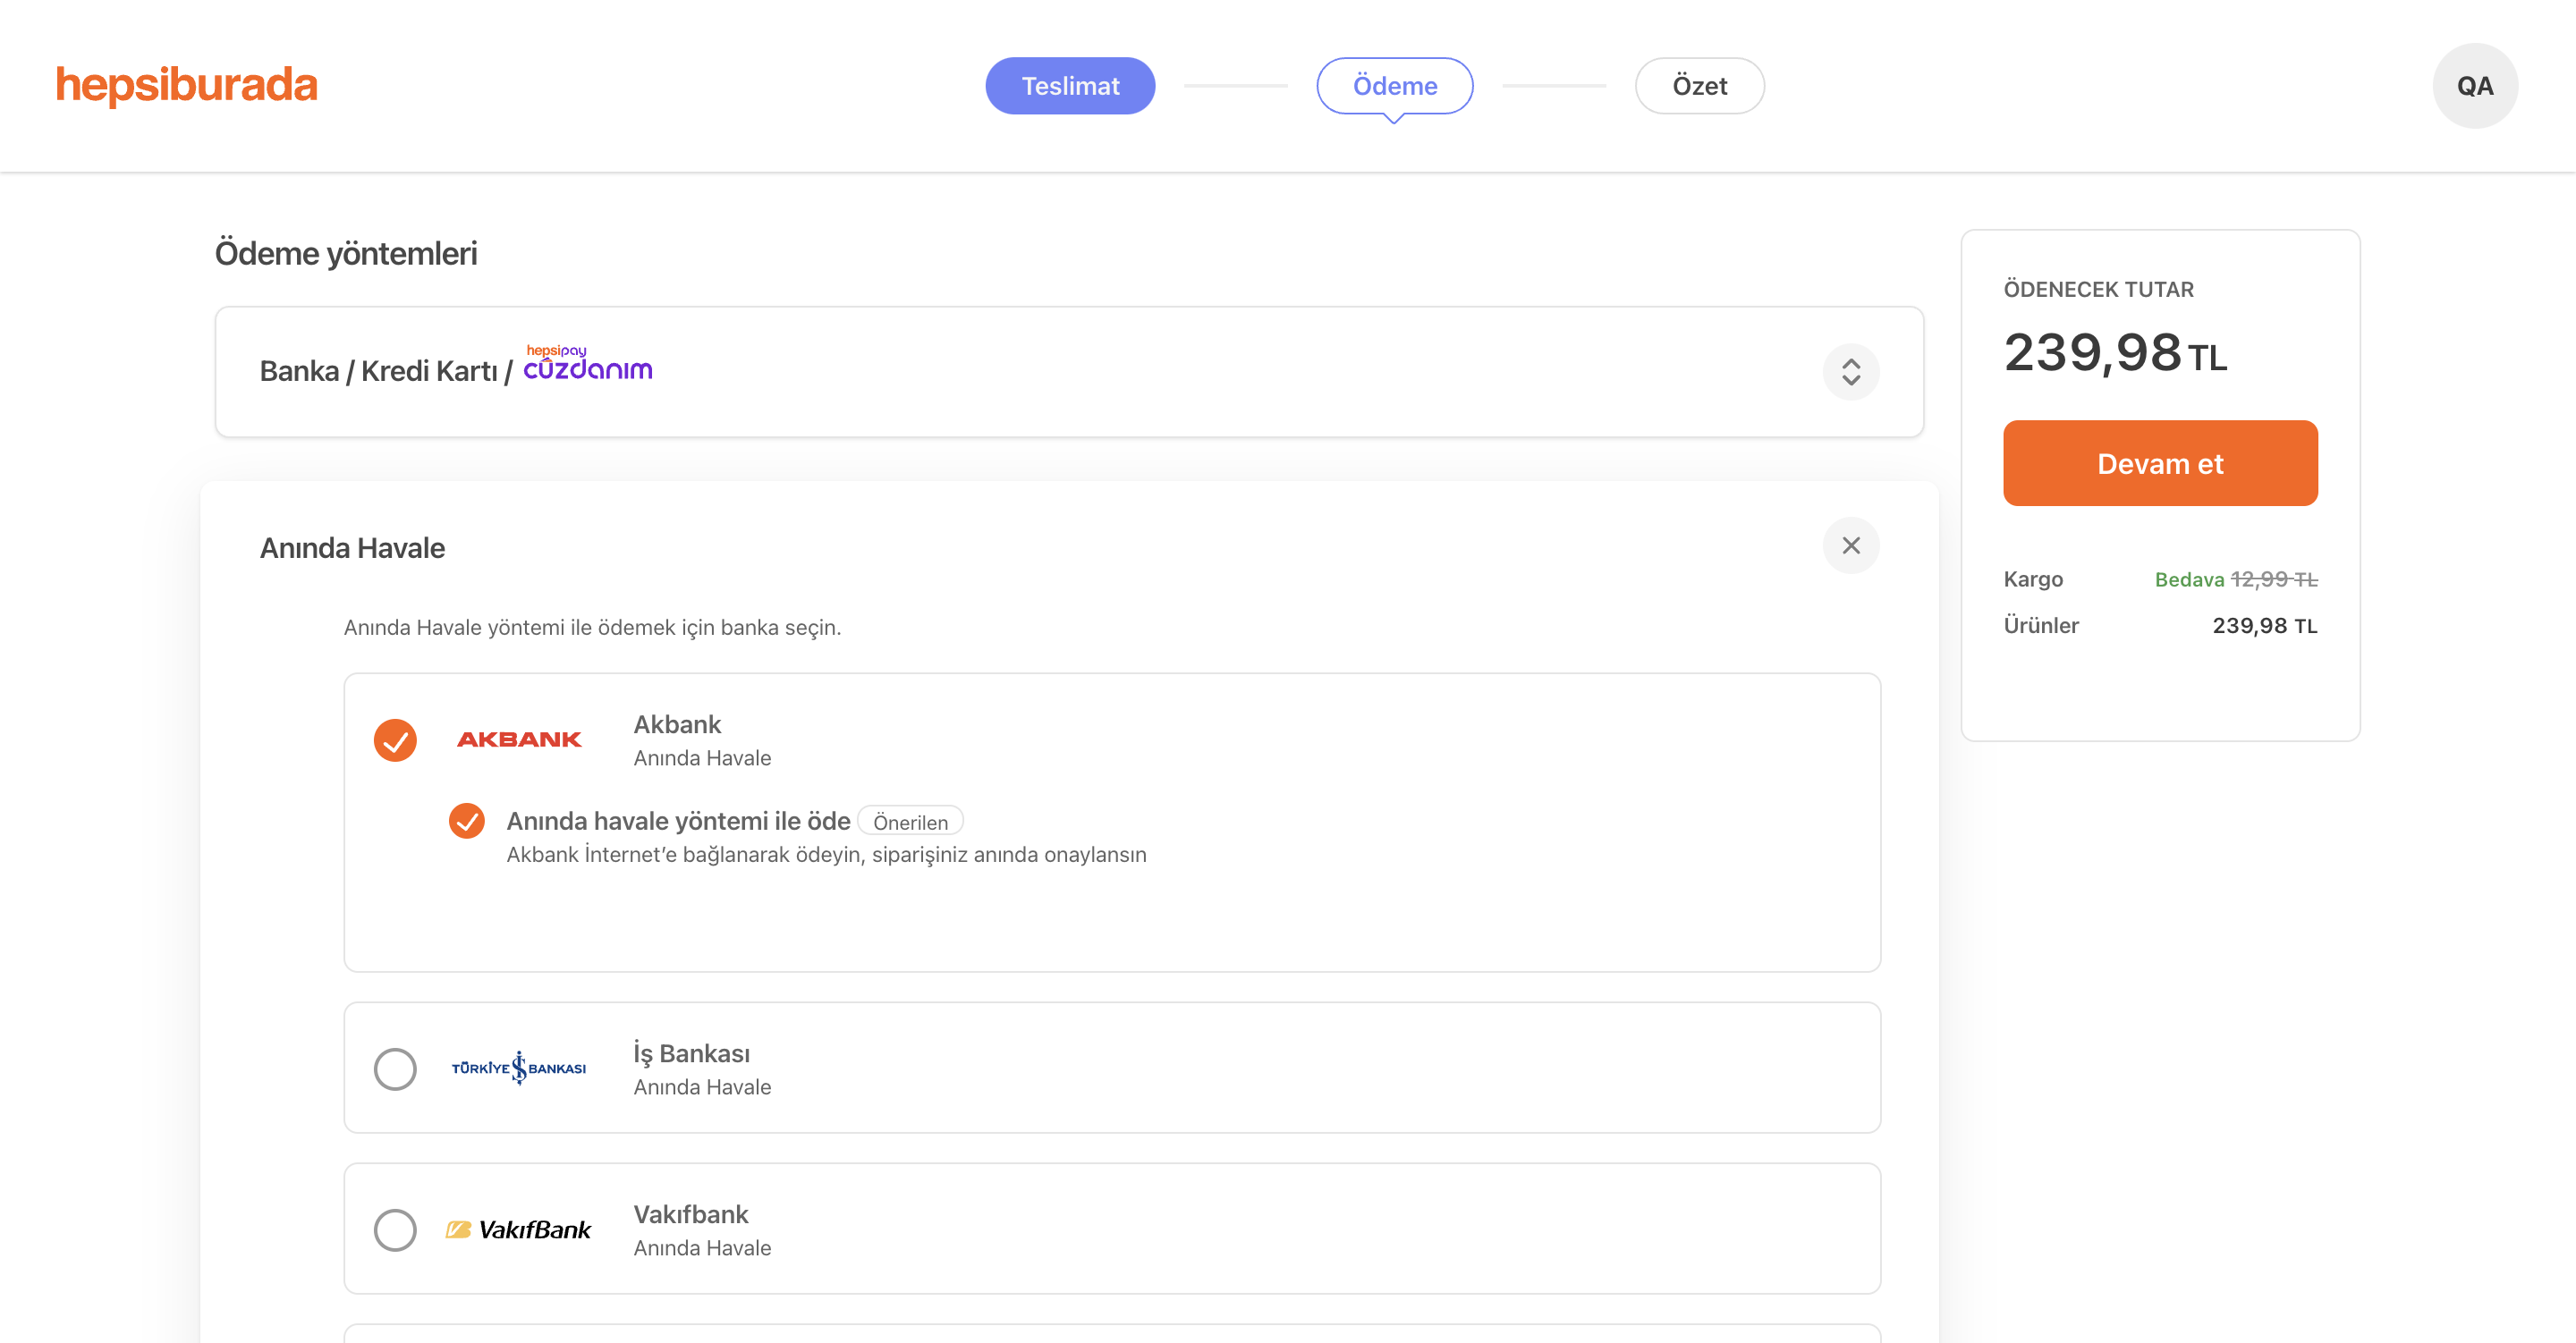 hepsiburada
Teslimat
Ödeme
Özet
QA
Ödeme yöntemleri
Banka / Kredi Kartı / hepsipay cüzdanım
Anında Havale
Anında Havale yöntemi ile ödemek için banka seçin.
AKBANK
Akbank
Anında Havale
Anında havale yöntemi ile öde Önerilen
Akbank İnternet’e bağlanarak ödeyin, siparişiniz anında onaylansın
TÜRKİYE İŞ BANKASI
İş Bankası
Anında Havale
VakıfBank
Vakıfbank
Anında Havale
ÖDENECEK TUTAR
239,98 TL
Devam et
Kargo Bedava 12,99 TL
Ürünler 239,98 TL